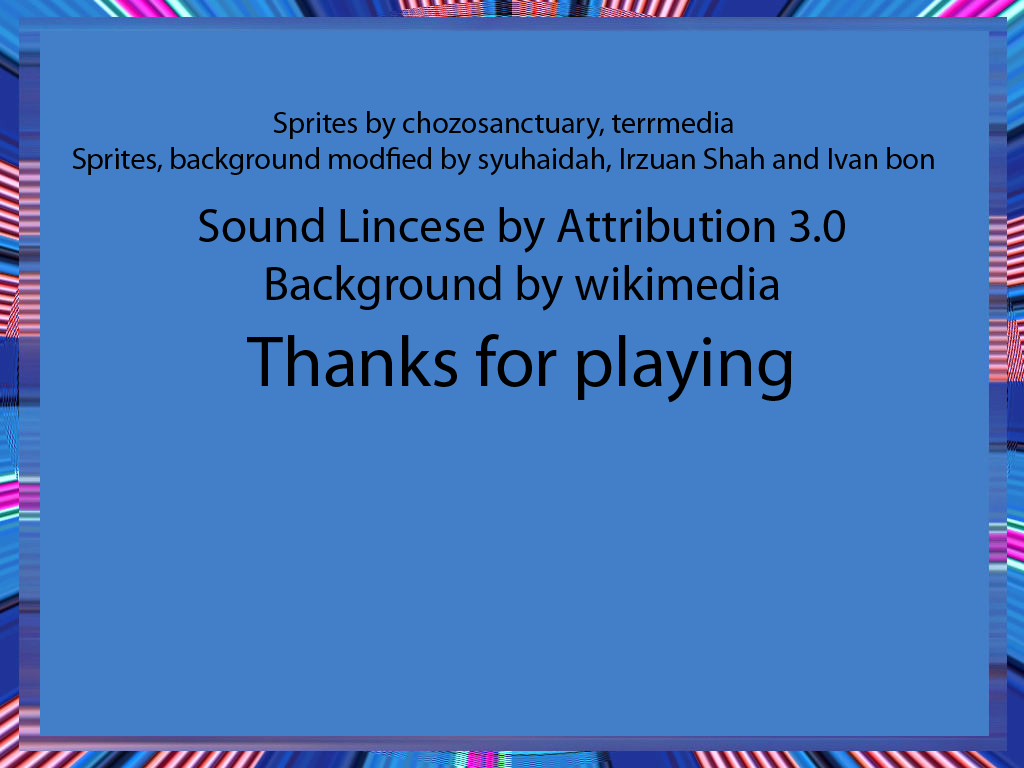 Sprites by chozosanctuary, terrmedia
Sprites, background modfied by syuhaidah, Irzuan Shah and Ivan bon
Sound Lincese by Attribution 3.0
Background by wikimedia
Thanks for playing